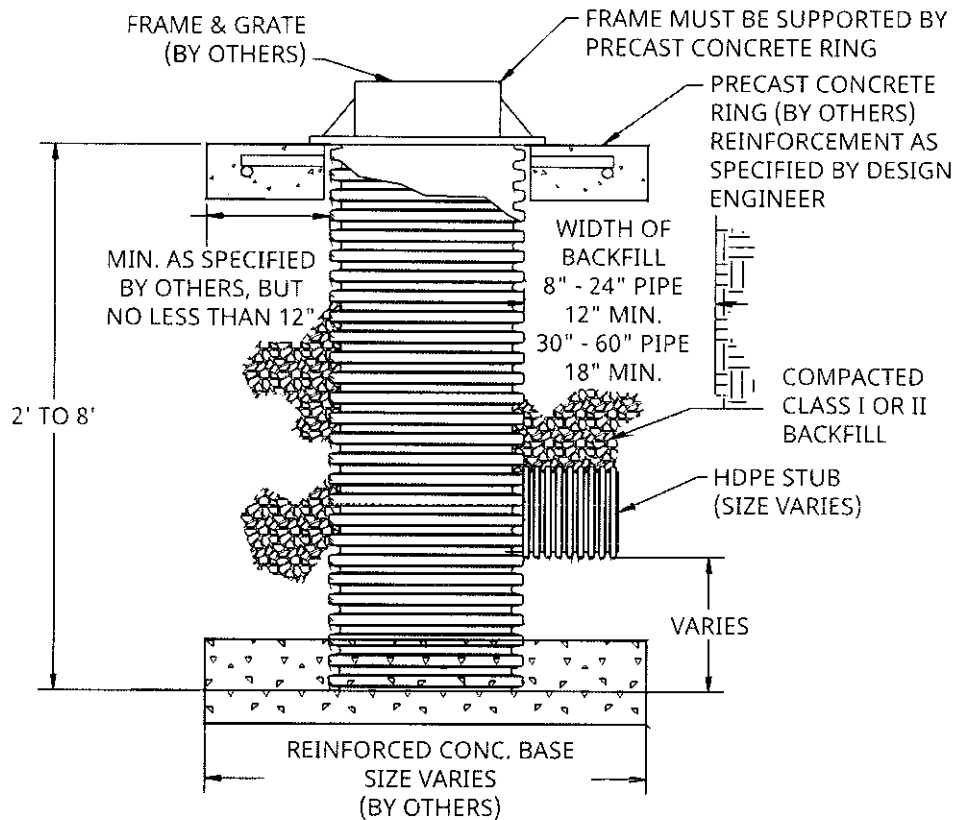 FRAME & GRATE
(BY OTHERS)
FRAME MUST BE SUPPORTED BY
PRECAST CONCRETE RING
PRECAST CONCRETE
RING (BY OTHERS)
REINFORCEMENT AS
SPECIFIED BY DESIGN
ENGINEER
MIN. AS SPECIFIED
BY OTHERS, BUT
NO LESS THAN 12"
WIDTH OF
BACKFILL
8" - 24" PIPE
12" MIN.
30" - 60" PIPE
18" MIN.
COMPACTED
CLASS I OR II
BACKFILL
2' TO 8'
HDPE STUB
(SIZE VARIES)
VARIES
REINFORCED CONC. BASE
SIZE VARIES
(BY OTHERS)